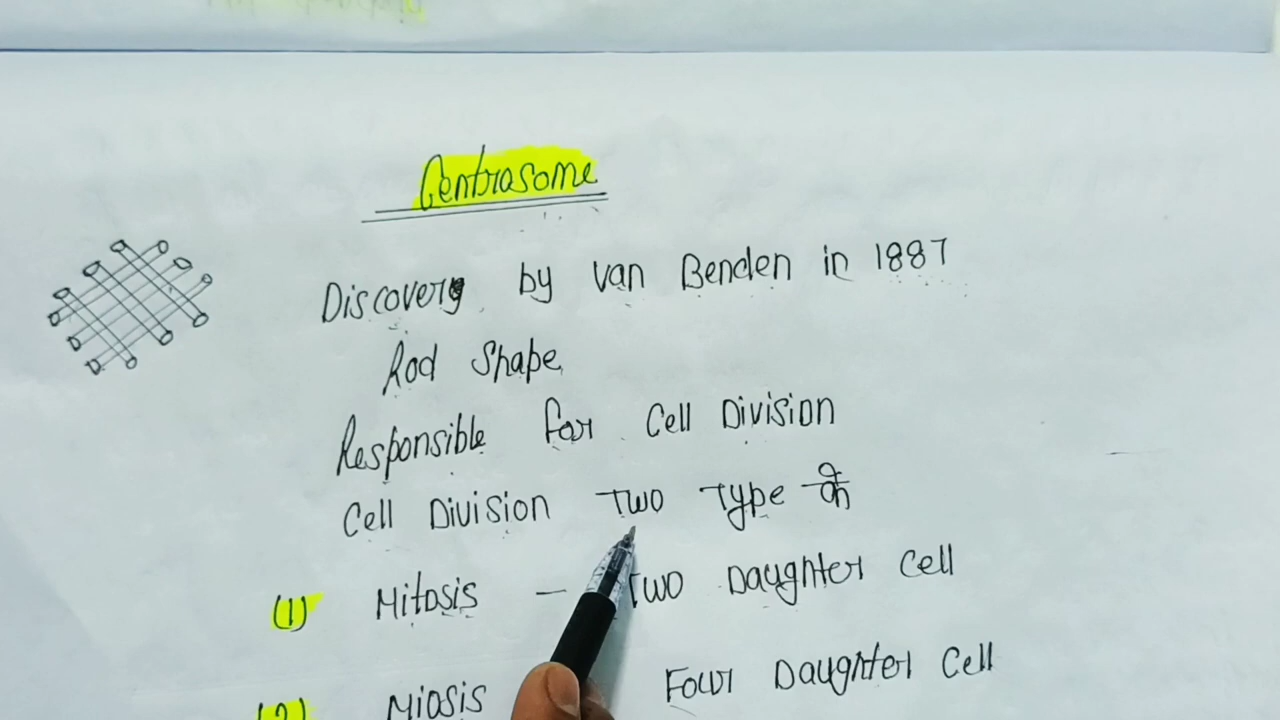 Centrasome
Discovery by Van Benden in 1887
Rod Shape
Responsible for Cell Division
Cell Division Two Type के
(1) Mitosis — Two Daughter Cell
(2) Miosis Four Daughter Cell